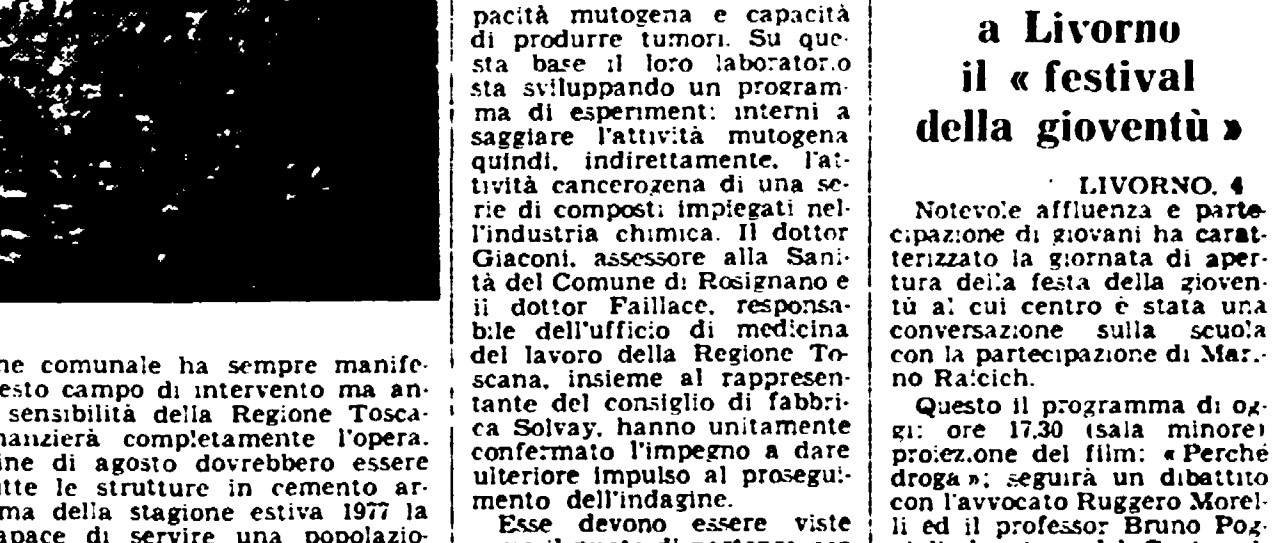 ne comunale ha sempre manife-
esto campo di intervento ma an-
sensibilità della Regione Tosca-
nanzierà completamente l'opera.
ine di agosto dovrebbero essere
utte le strutture in cemento ar-
ma della stagione estiva 1977 la
apace di servire una popolazio-
pacità mutogena e capacità
di produrre tumori. Su que-
sta base il loro laboratorio
sta sviluppando un program-
ma di esperimenti interni a
saggiare l'attività mutogena
quindi, indirettamente, l'at-
tività cancerogena di una se-
rie di composti impiegati nel-
l'industria chimica. Il dottor
Giaconi, assessore alla Sani-
tà del Comune di Rosignano e
il dottor Faillace, responsa-
bile dell'ufficio di medicina
del lavoro della Regione To-
scana, insieme al rappresen-
tante del consiglio di fabbri-
ca Solvay, hanno unitamente
confermato l'impegno a dare
ulteriore impulso al prosegui-
mento dell'indagine.
Esse devono essere viste
a Livorno
il « festival
della gioventù »
LIVORNO, 4
Notevole affluenza e parte-
cipazione di giovani ha carat-
terizzato la giornata di aper-
tura della festa della gioven-
tù al cui centro è stata una
conversazione sulla scuola
con la partecipazione di Mari-
no Raicich.
Questo il programma di og-
gi: ore 17,30 (sala minore)
proiezione del film: « Perché
droga »; seguirà un dibattito
con l'avvocato Ruggero Morel-
li ed il professor Bruno Pog-